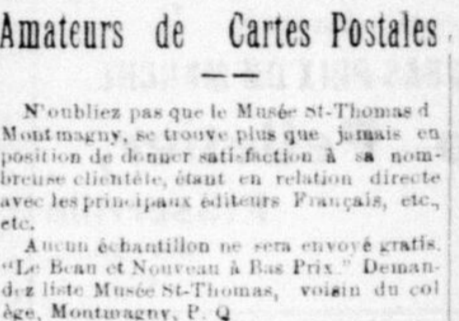 Amateurs de Cartes Postales
N'oubliez pas que le Musée St-Thomas d
Montmagny, se trouve plus que jamais en
position de donner satisfaction à sa nom-
breuse clientèle, étant en relation directe
avec les principaux éditeurs Français, etc.,
etc.
Aucun échantillon ne sera envoyé gratis.
"Le Beau et Nouveau à Bas Prix." Deman-
dez liste Musée St-Thomas, voisin du col
ège, Montmagny, P. Q